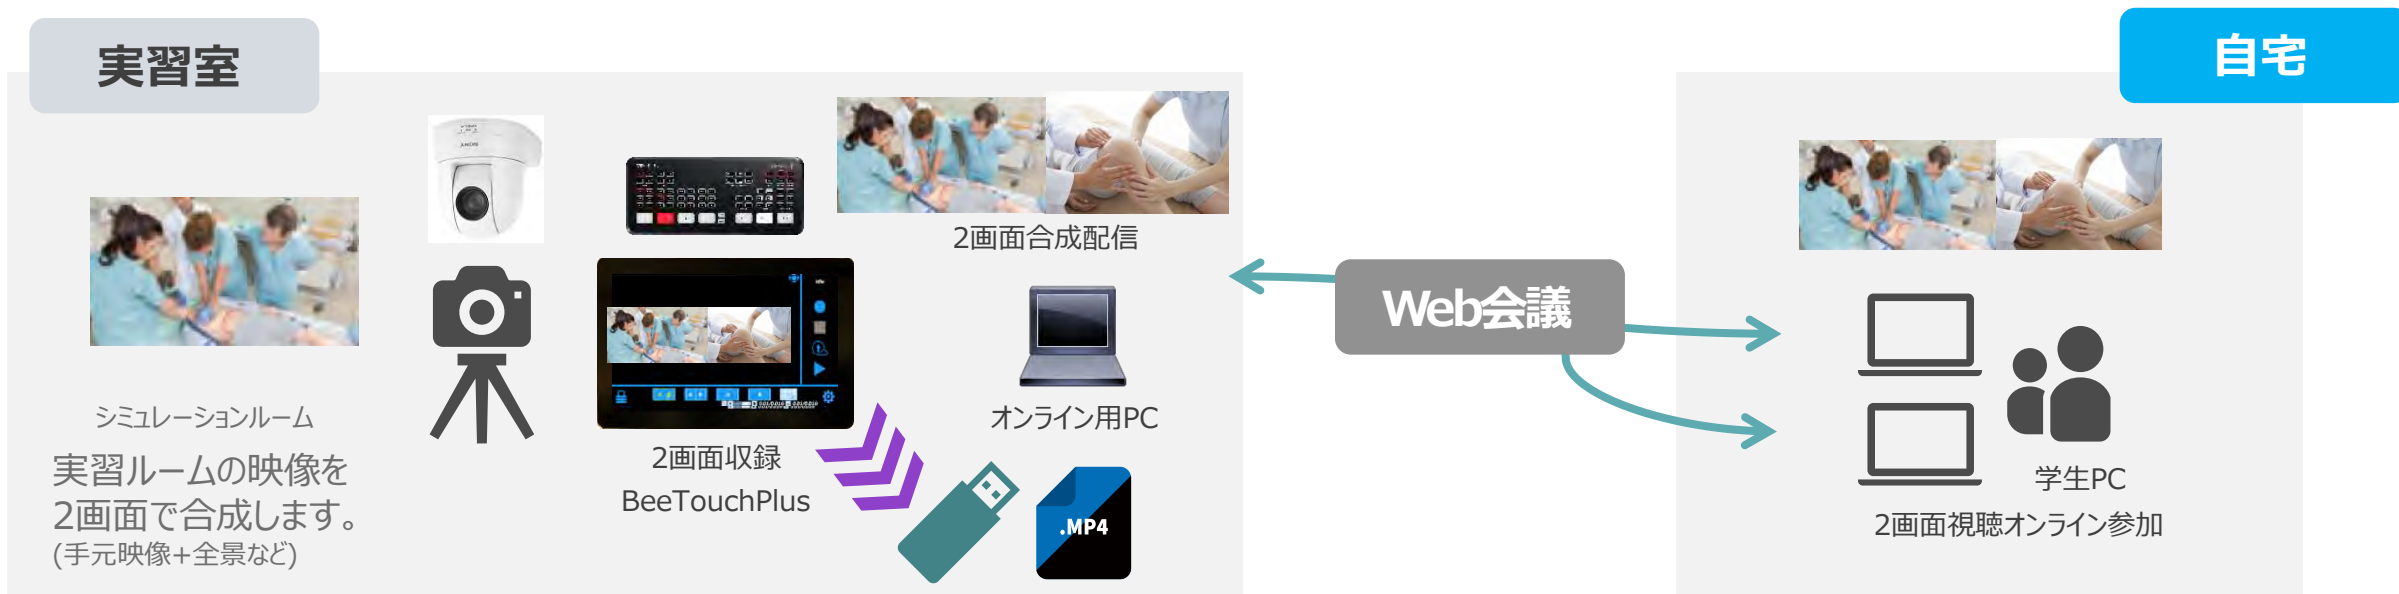 実習室
シミュレーションルーム
実習ルームの映像を
2画面で合成します。
(手元映像+全景など)
SONY
2画面収録
BeeTouchPlus
2画面合成配信
オンライン用PC
.MP4
Web会議
自宅
学生PC
2画面視聴オンライン参加